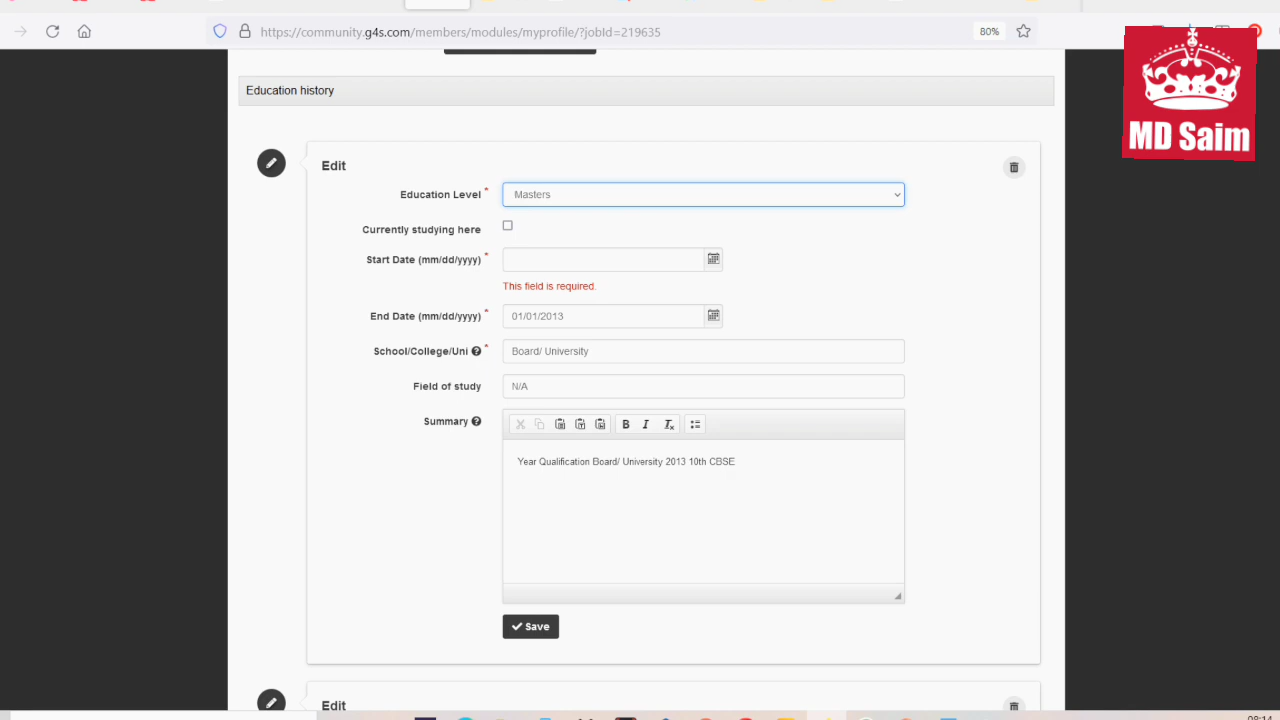 https://community.g4s.com/members/modules/myprofile/?jobId=219635
80%
MD Saim
Education history
Edit
Education Level *
Masters
Currently studying here
Start Date (mm/dd/yyyy) *
This field is required.
End Date (mm/dd/yyyy) *
01/01/2013
School/College/Uni *
Board/ University
Field of study
N/A
Summary
B I Tx
Year Qualification Board/ University 2013 10th CBSE
Save
Edit